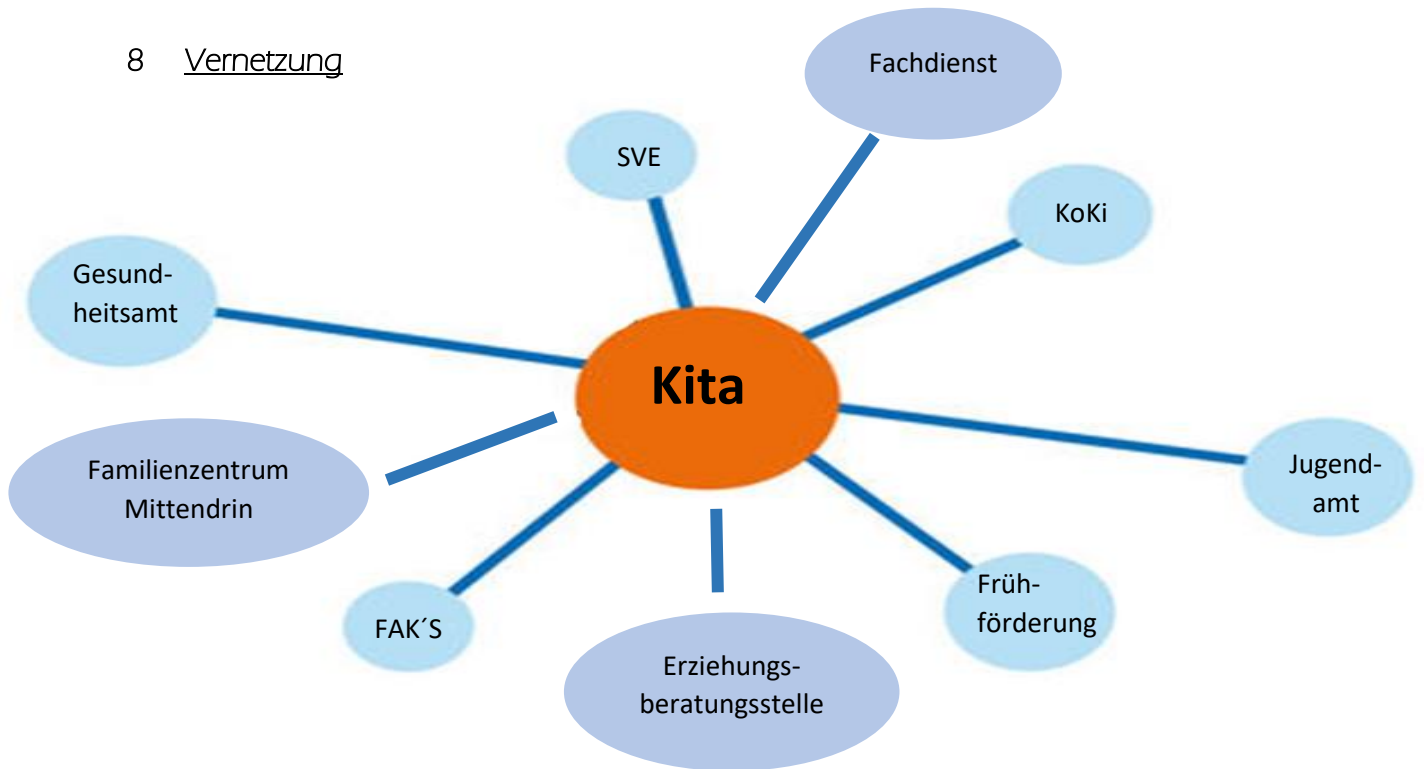 8 Vernetzung
Fachdienst
SVE
KoKi
Gesund-
heitsamt
Kita
Familienzentrum
Mittendrin
Jugend-
amt
Früh-
förderung
FAK´S
Erziehungs-
beratungsstelle